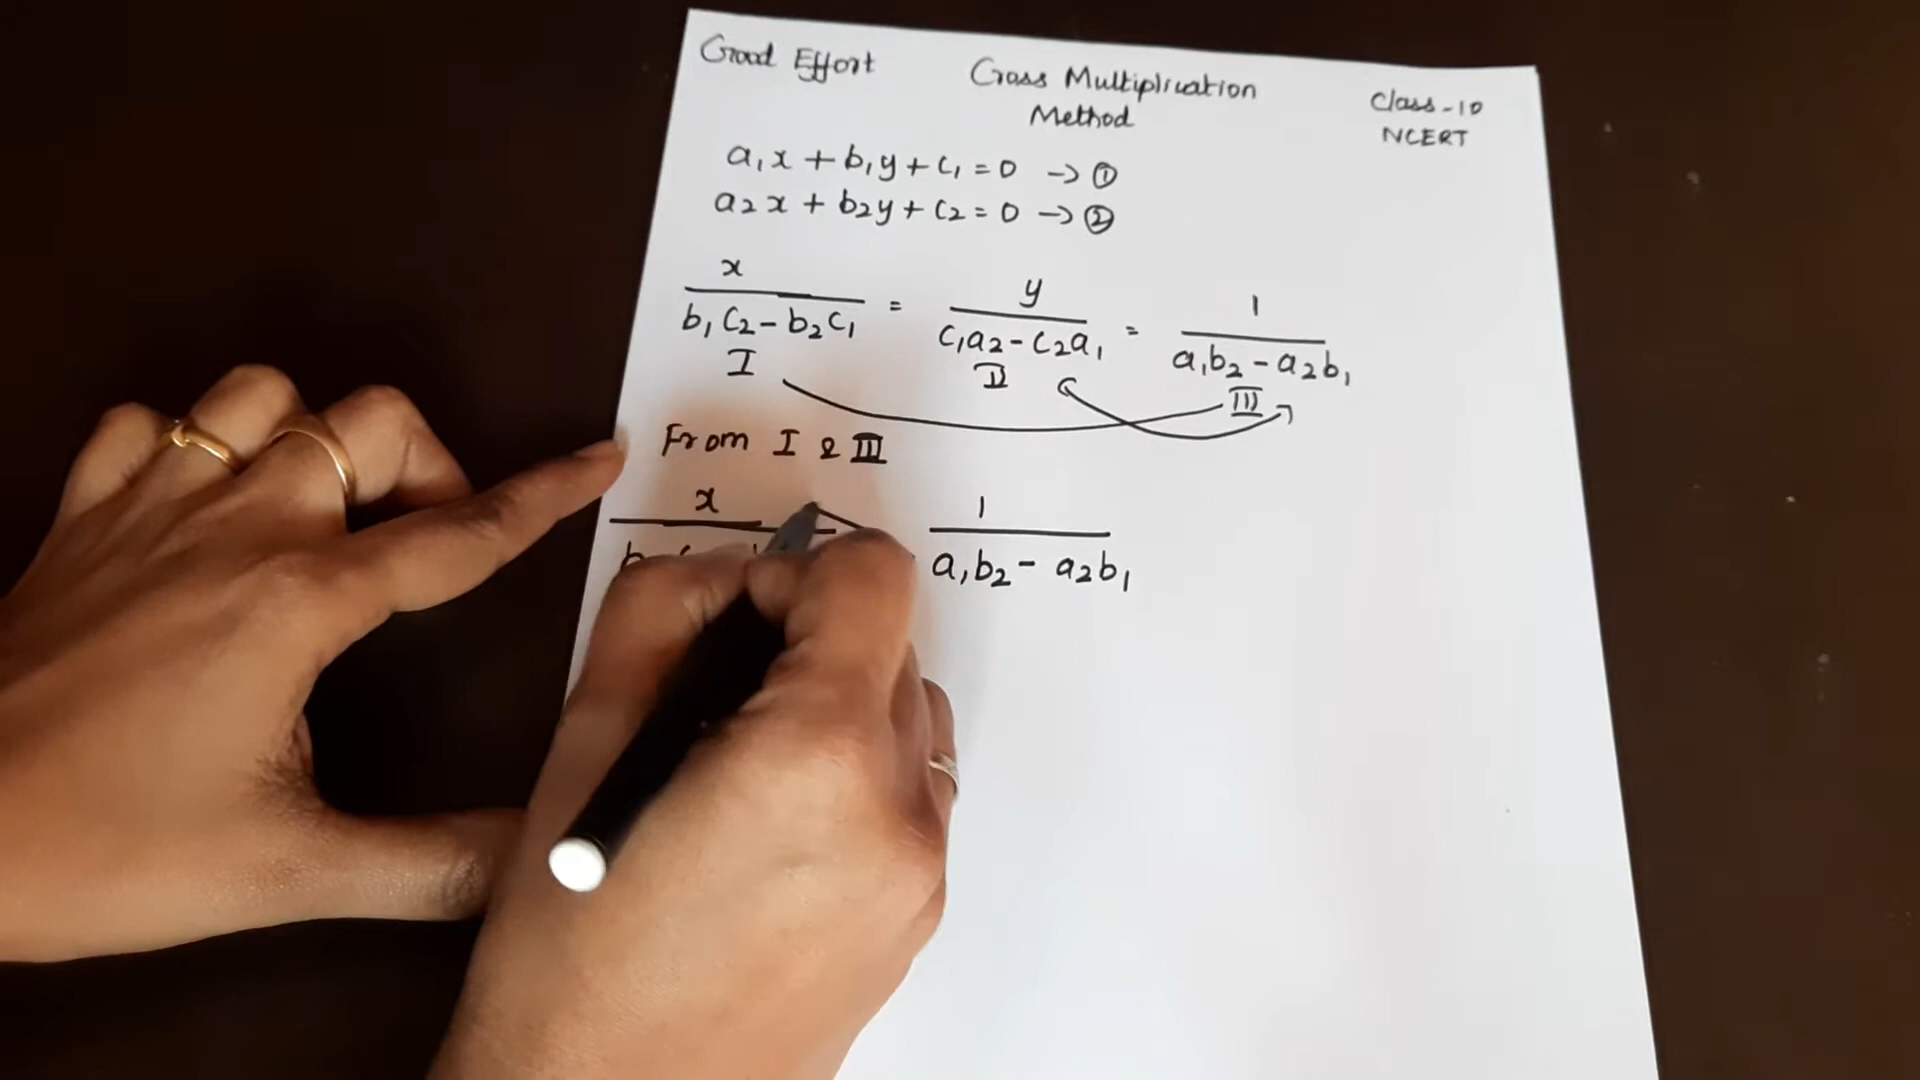 Good Effort
Cross Multiplication
Method
Class-10
NCERT
a₁x + b₁y + c₁ = 0 → ①
a₂x + b₂y + c₂ = 0 → ②
x / (b₁c₂ - b₂c₁) = y / (c₁a₂ - c₂a₁) = 1 / (a₁b₂ - a₂b₁)
I II III
From I & III
x 1 / (a₁b₂ - a₂b₁)